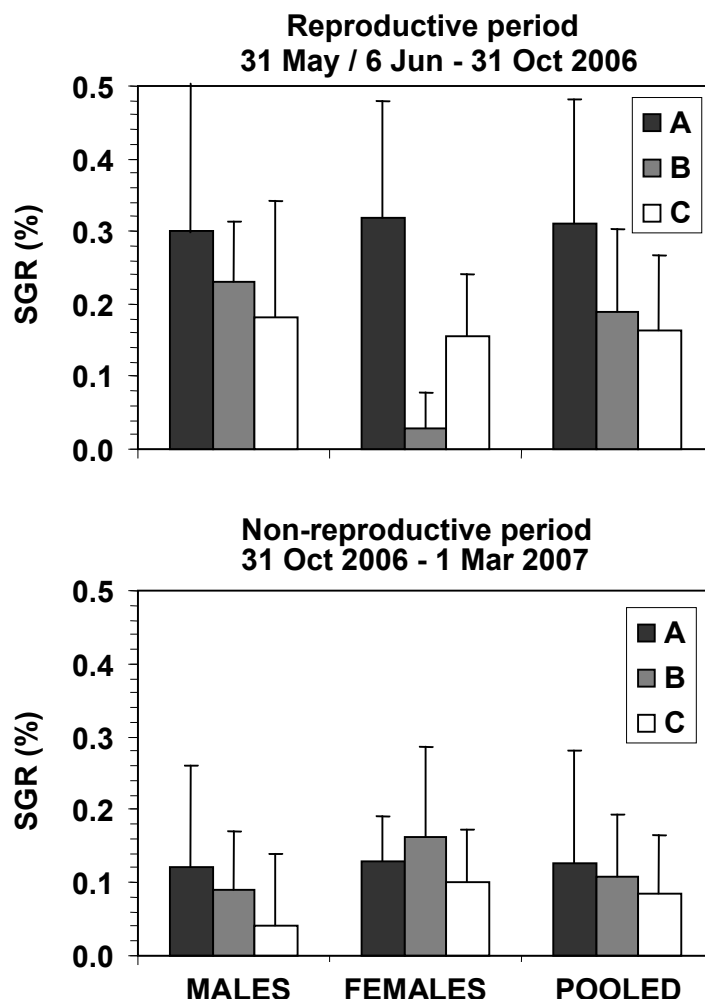 Reproductive period
31 May / 6 Jun - 31 Oct 2006
0.5
0.4
0.3
0.2
0.1
0.0
SGR (%)
A
B
C
Non-reproductive period
31 Oct 2006 - 1 Mar 2007
0.5
0.4
0.3
0.2
0.1
0.0
SGR (%)
A
B
C
MALES FEMALES POOLED